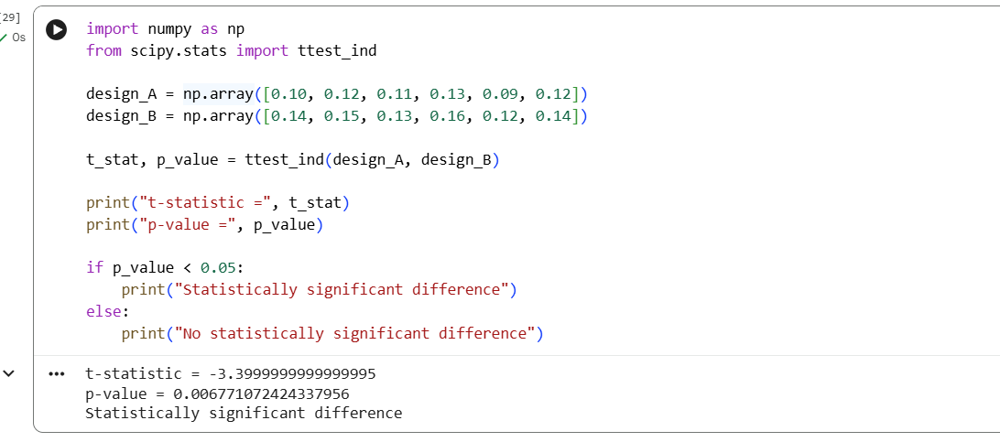 [29]
0s
import numpy as np
from scipy.stats import ttest_ind
design_A = np.array([0.10, 0.12, 0.11, 0.13, 0.09, 0.12])
design_B = np.array([0.14, 0.15, 0.13, 0.16, 0.12, 0.14])
t_stat, p_value = ttest_ind(design_A, design_B)
print("t-statistic =", t_stat)
print("p-value =", p_value)
if p_value < 0.05:
    print("Statistically significant difference")
else:
    print("No statistically significant difference")
t-statistic = -3.3999999999999995
p-value = 0.006771072424337956
Statistically significant difference